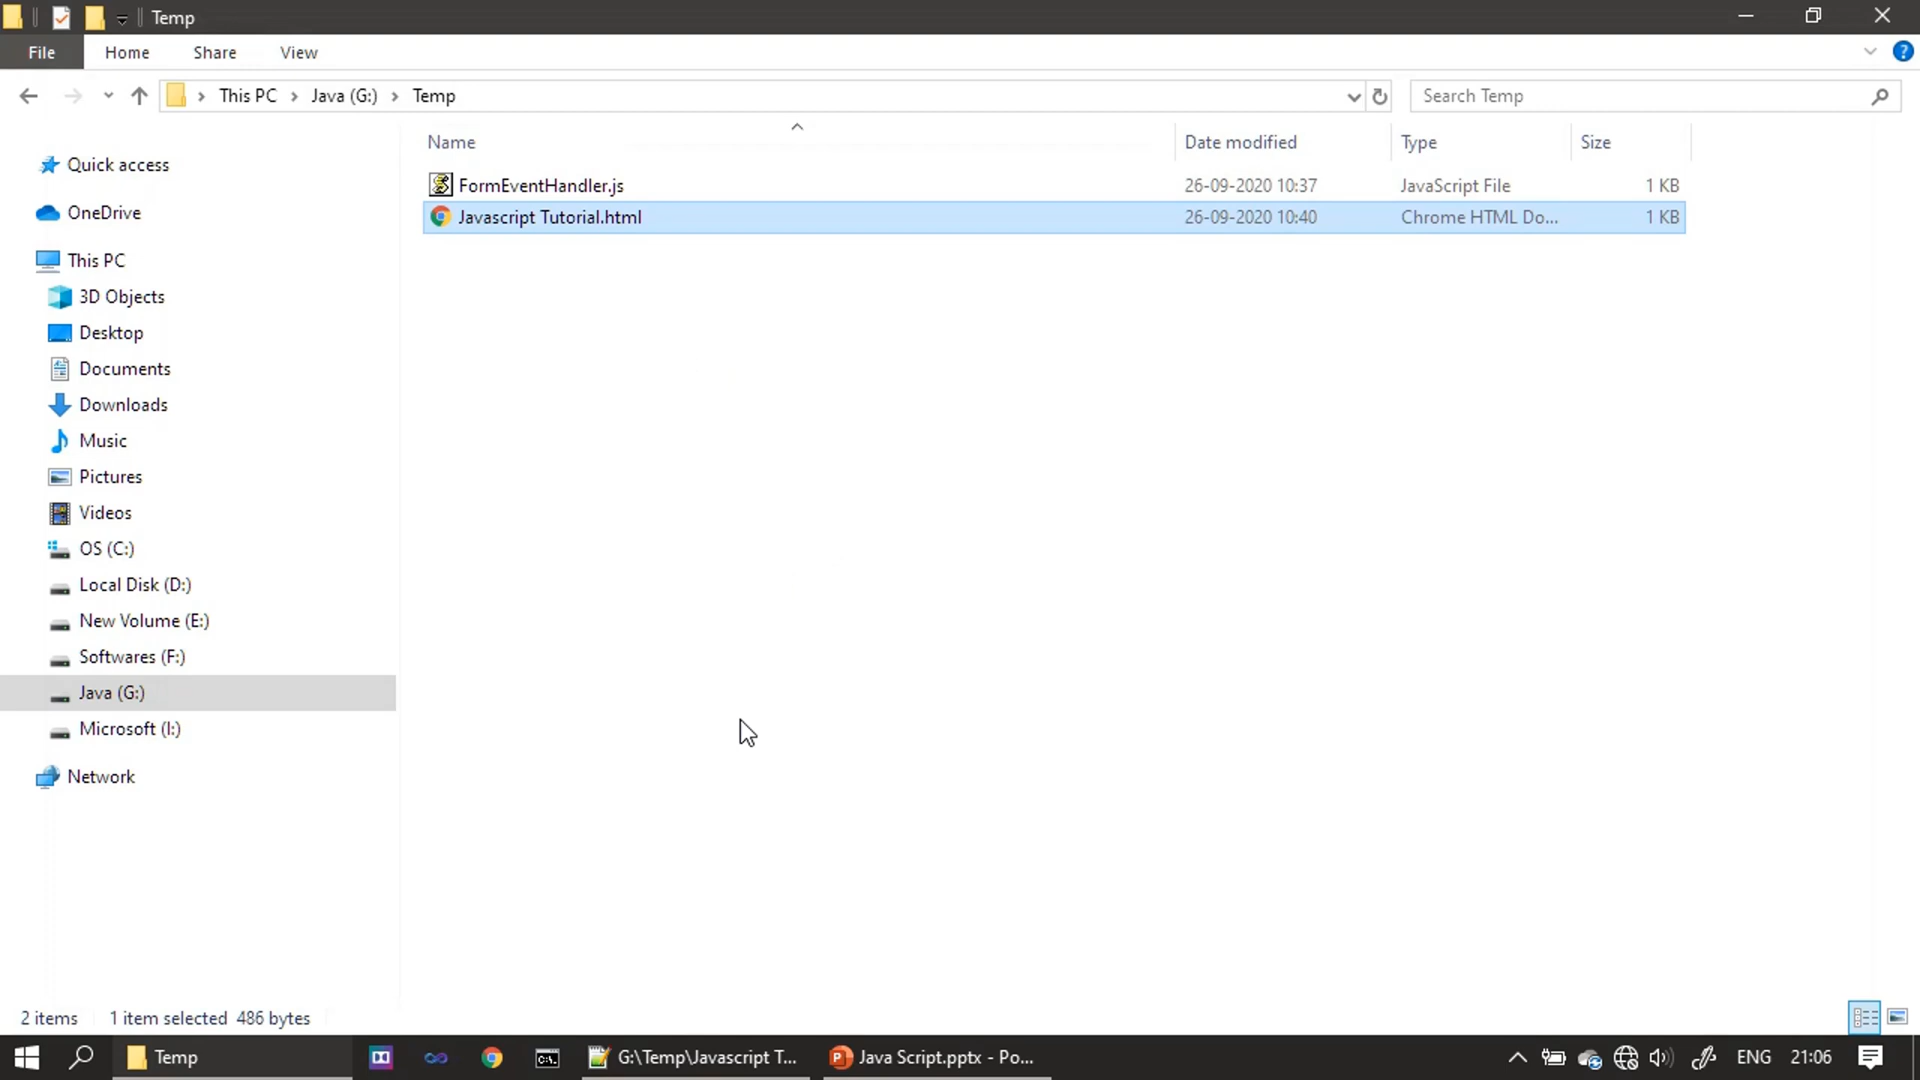 Temp
File Home Share View
This PC Java (G:) Temp
Search Temp
Name Date modified Type Size
FormEventHandler.js 26-09-2020 10:37 JavaScript File 1 KB
Javascript Tutorial.html 26-09-2020 10:40 Chrome HTML Do... 1 KB
Quick access
OneDrive
This PC
3D Objects
Desktop
Documents
Downloads
Music
Pictures
Videos
OS (C:)
Local Disk (D:)
New Volume (E:)
Softwares (F:)
Java (G:)
Microsoft (I:)
Network
2 items 1 item selected 486 bytes
Temp G:\Temp\Javascript T... Java Script.pptx - Po... ENG 21:06